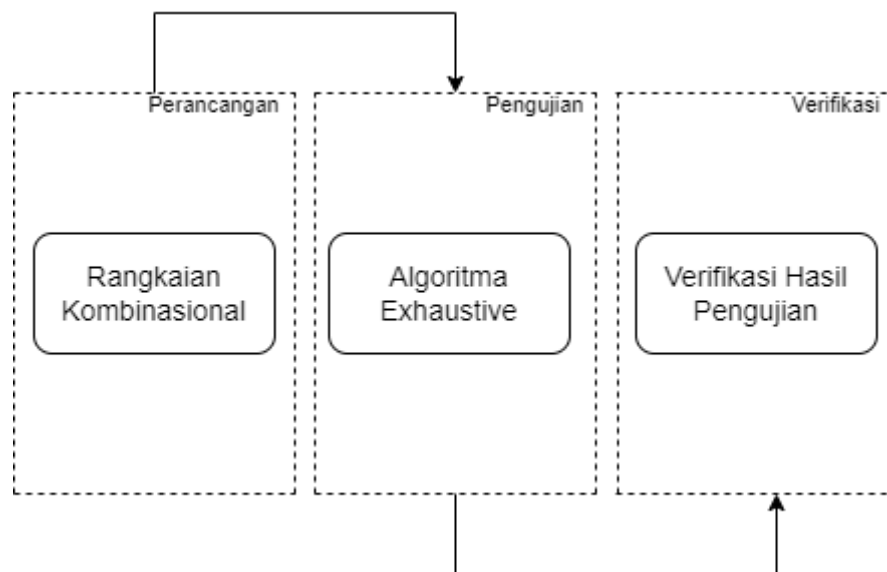 Perancangan
Pengujian
Verifikasi
Rangkaian
Kombinasional
Algoritma
Exhaustive
Verifikasi Hasil
Pengujian